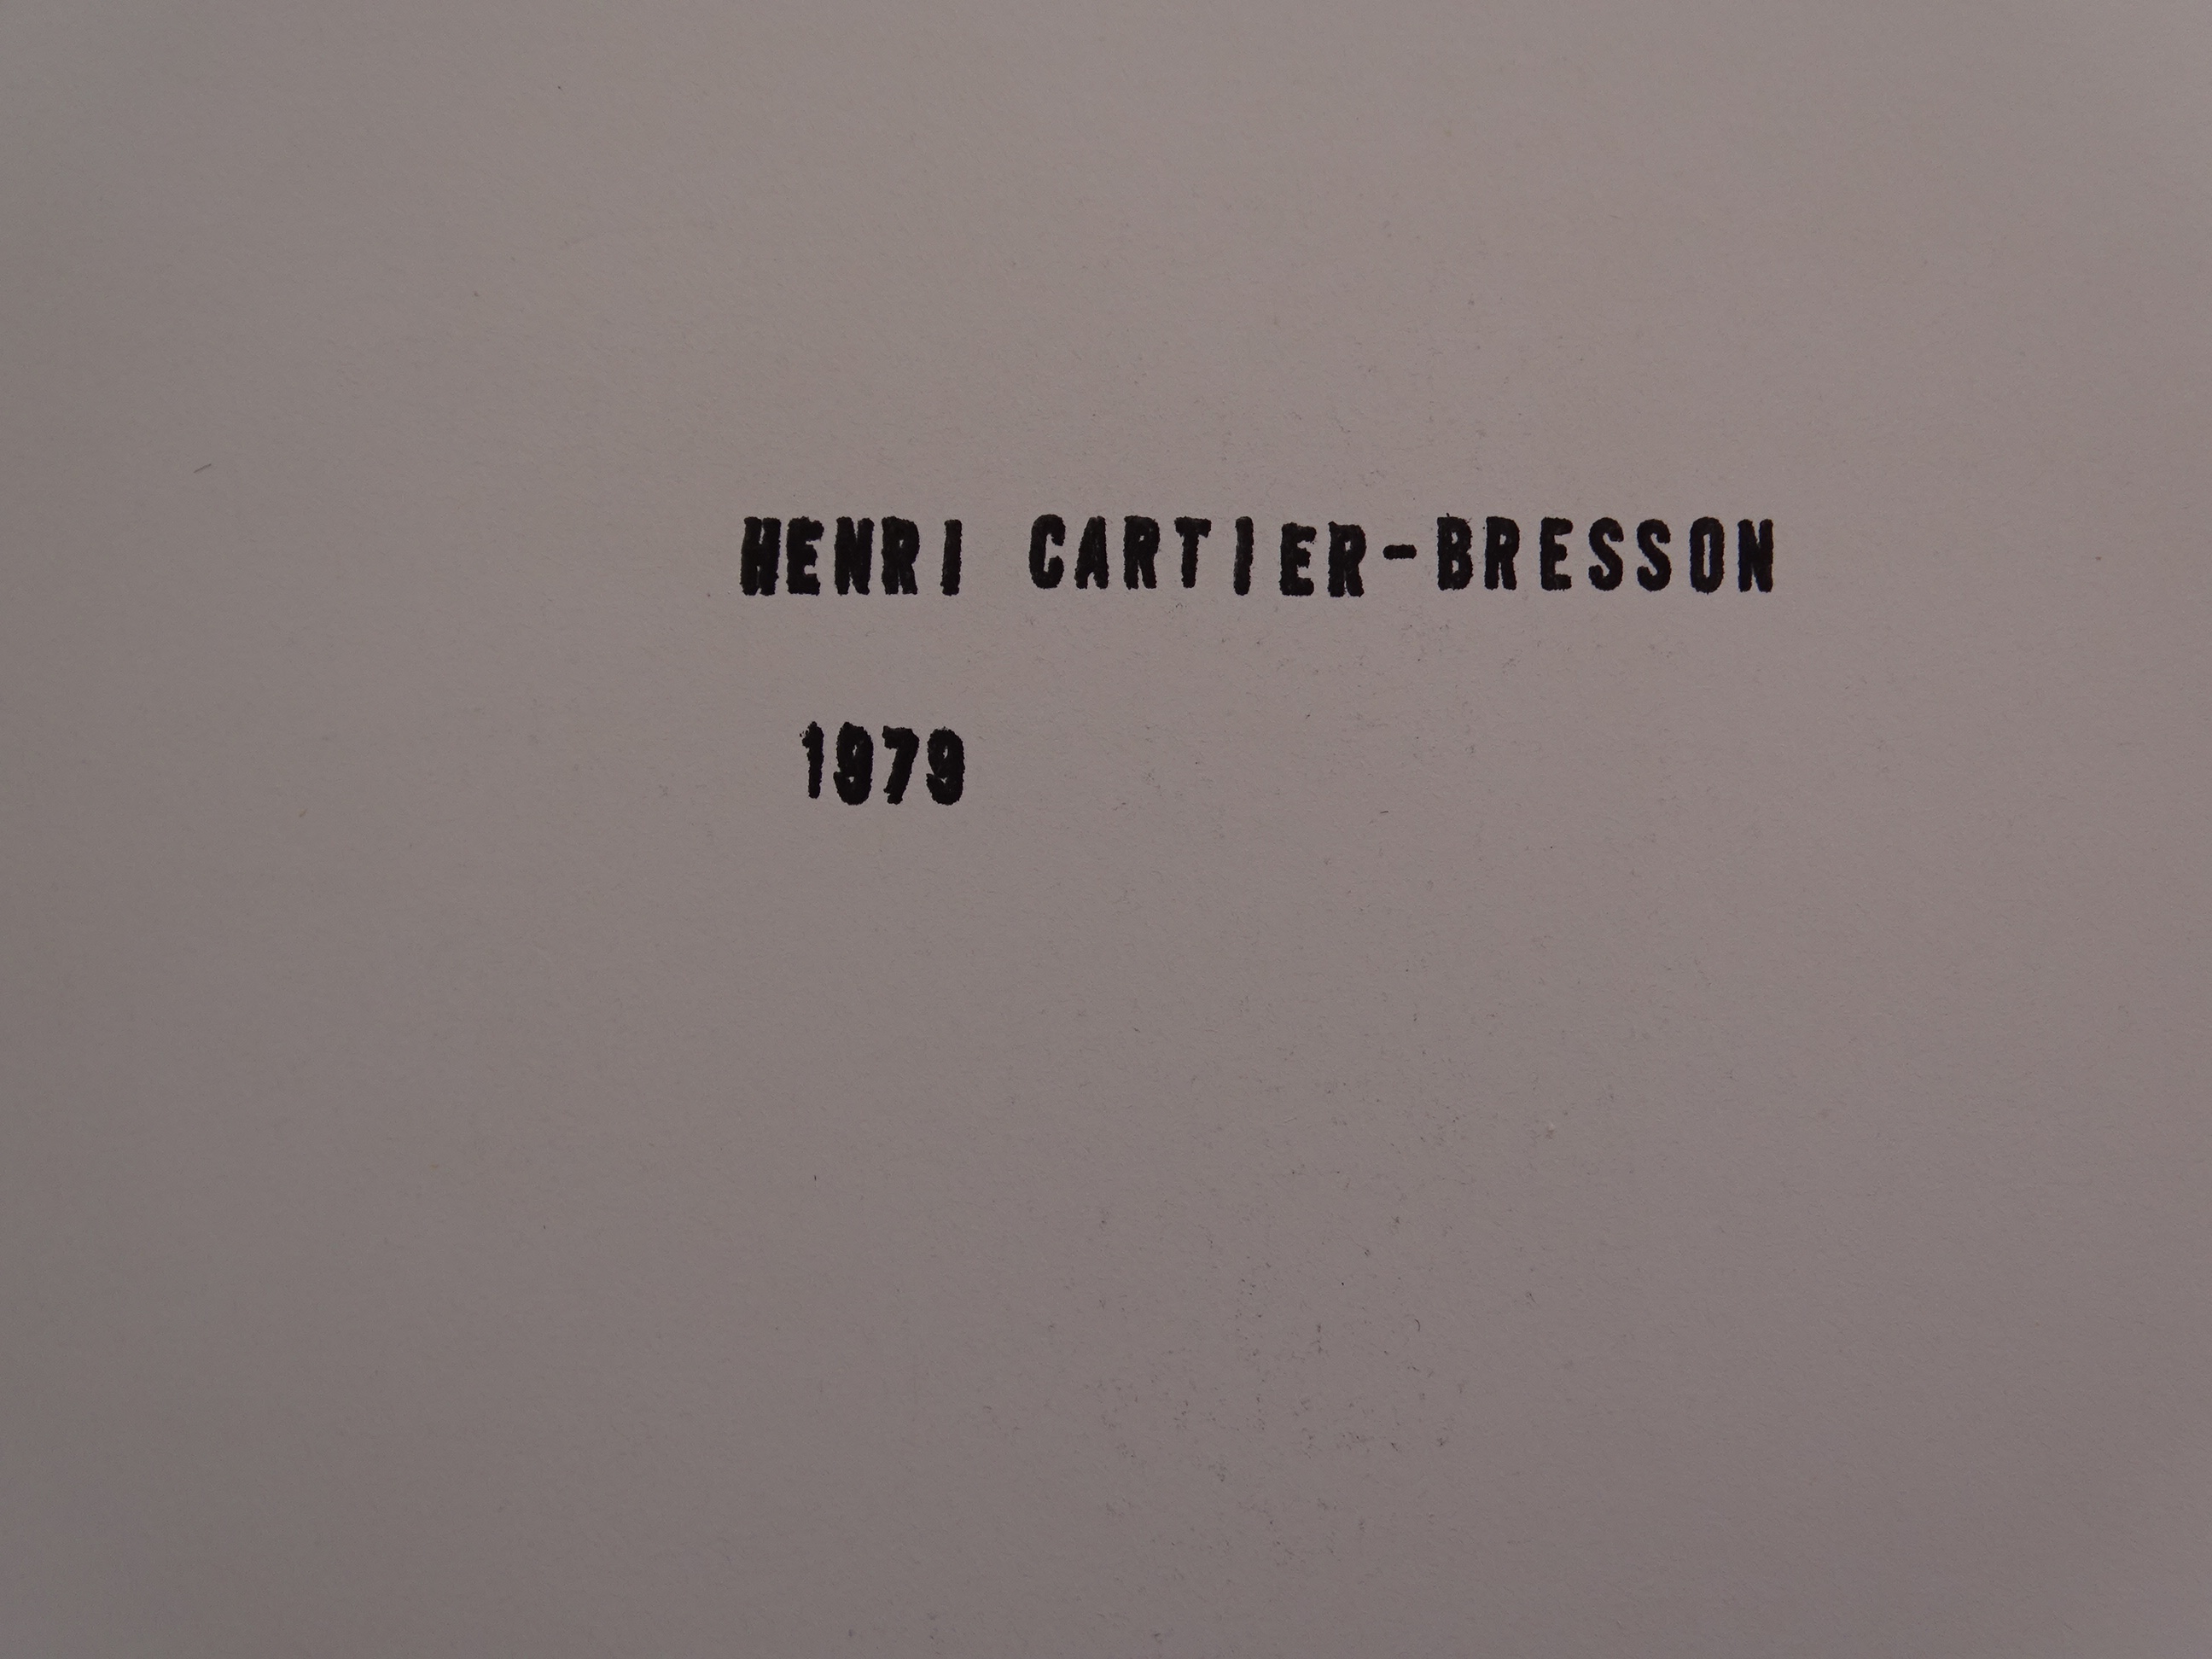 HENRI CARTIER-BRESSON
1979